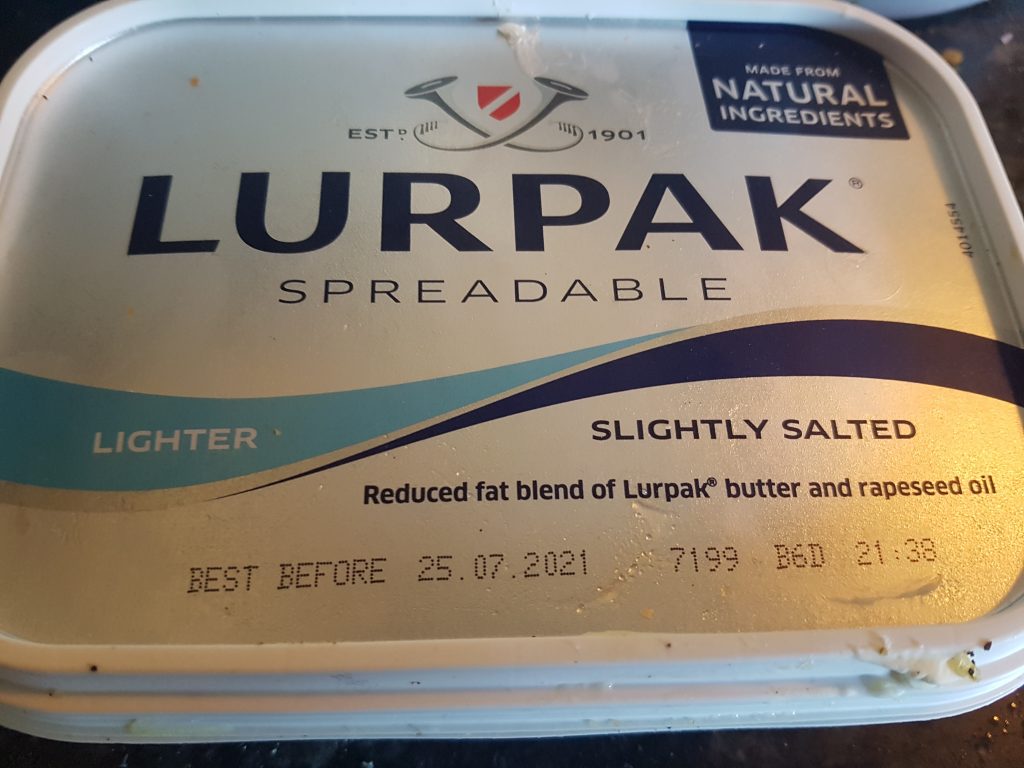 MADE FROM
NATURAL
INGREDIENTS
ESTD 1901
LURPAK®
SPREADABLE
4014554
LIGHTER
SLIGHTLY SALTED
Reduced fat blend of Lurpak® butter and rapeseed oil
BEST BEFORE 25.07.2021 7199 B6D 21:38